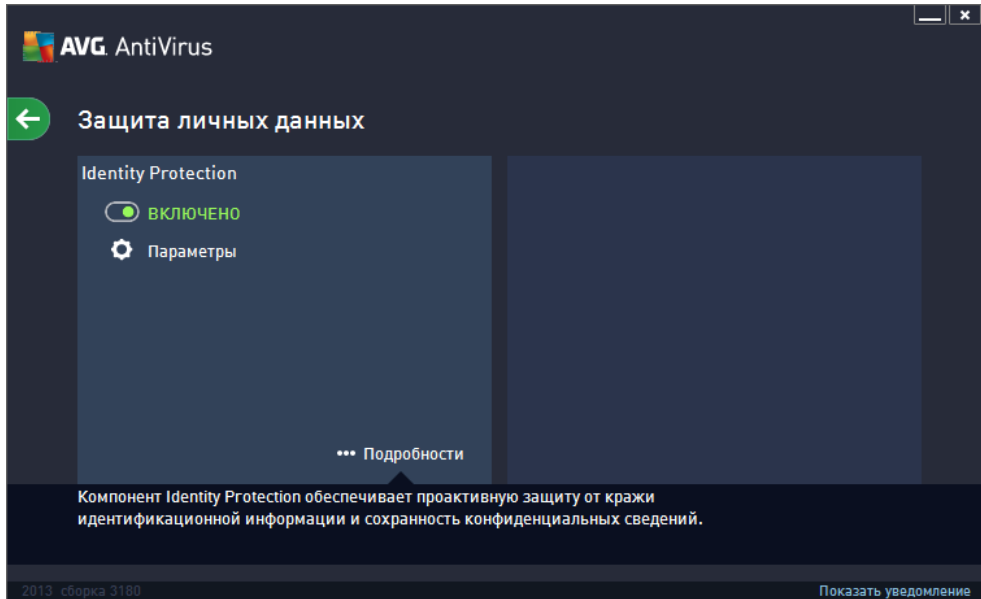 AVG. AntiVirus
Защита личных данных
Identity Protection
ВКЛЮЧЕНО
Параметры
••• Подробности
Компонент Identity Protection обеспечивает проактивную защиту от кражи
идентификационной информации и сохранность конфиденциальных сведений.
2013 сборка 3180
Показать уведомление